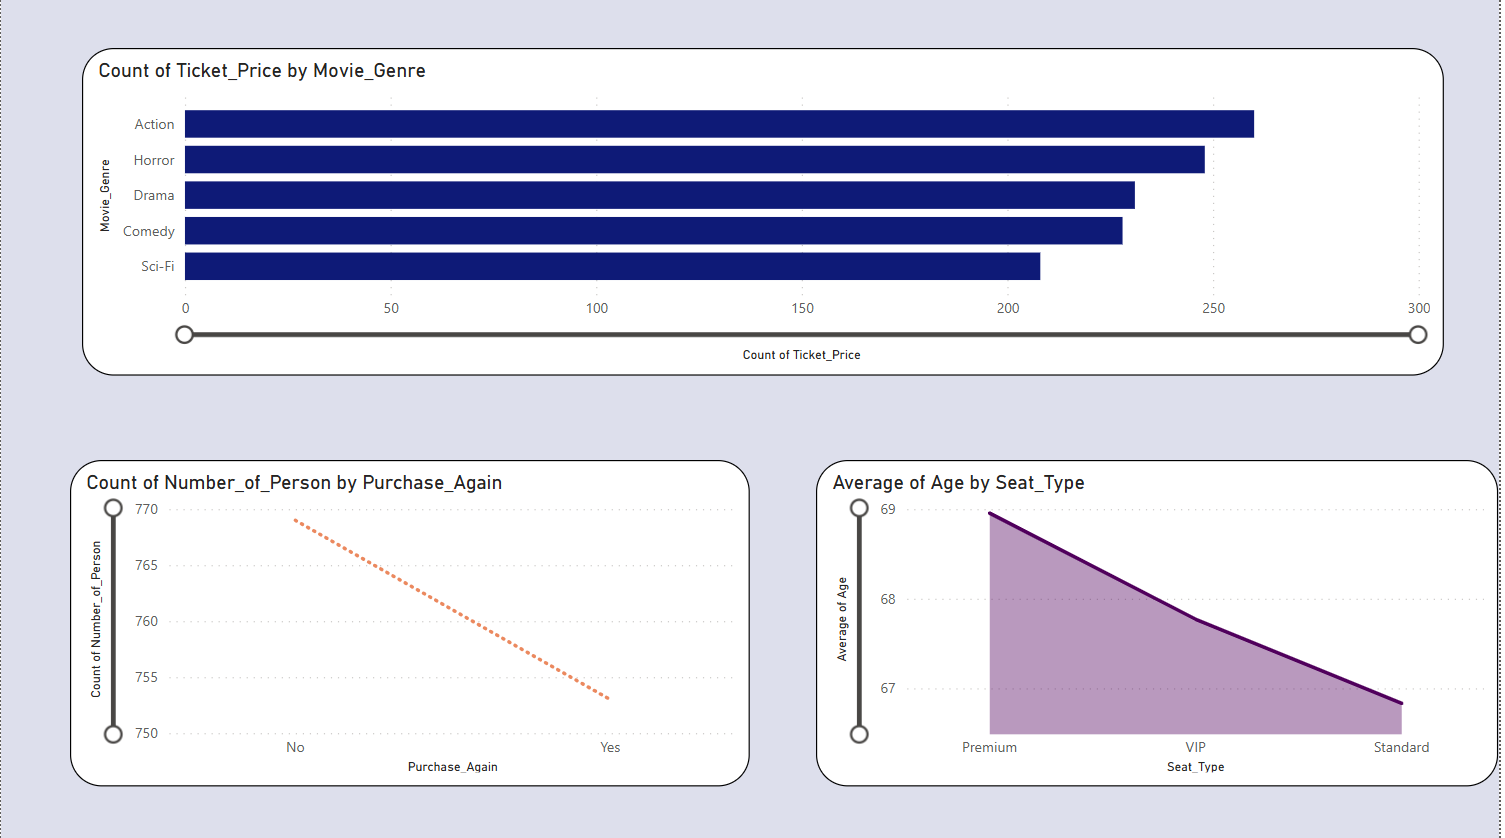 Count of Ticket_Price by Movie_Genre
Movie_Genre
Action
Horror
Drama
Comedy
Sci-Fi
0 50 100 150 200 250 300
Count of Ticket_Price
Count of Number_of_Person by Purchase_Again
Count of Number_of_Person
770
765
760
755
750
No Yes
Purchase_Again
Average of Age by Seat_Type
Average of Age
69
68
67
Premium VIP Standard
Seat_Type